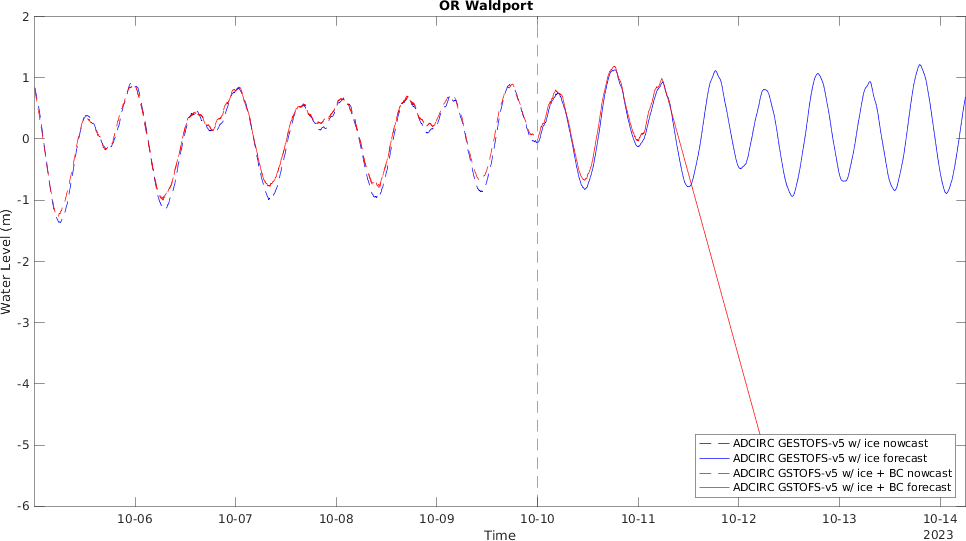 OR Waldport
2
1
0
-1
-2
-3
-4
-5
-6
Water Level (m)
10-06 10-07 10-08 10-09 10-10 10-11 10-12 10-13 10-14
2023
Time
ADCIRC GESTOFS-v5 w/ ice nowcast
ADCIRC GESTOFS-v5 w/ ice forecast
ADCIRC GSTOFS-v5 w/ ice + BC nowcast
ADCIRC GSTOFS-v5 w/ ice + BC forecast